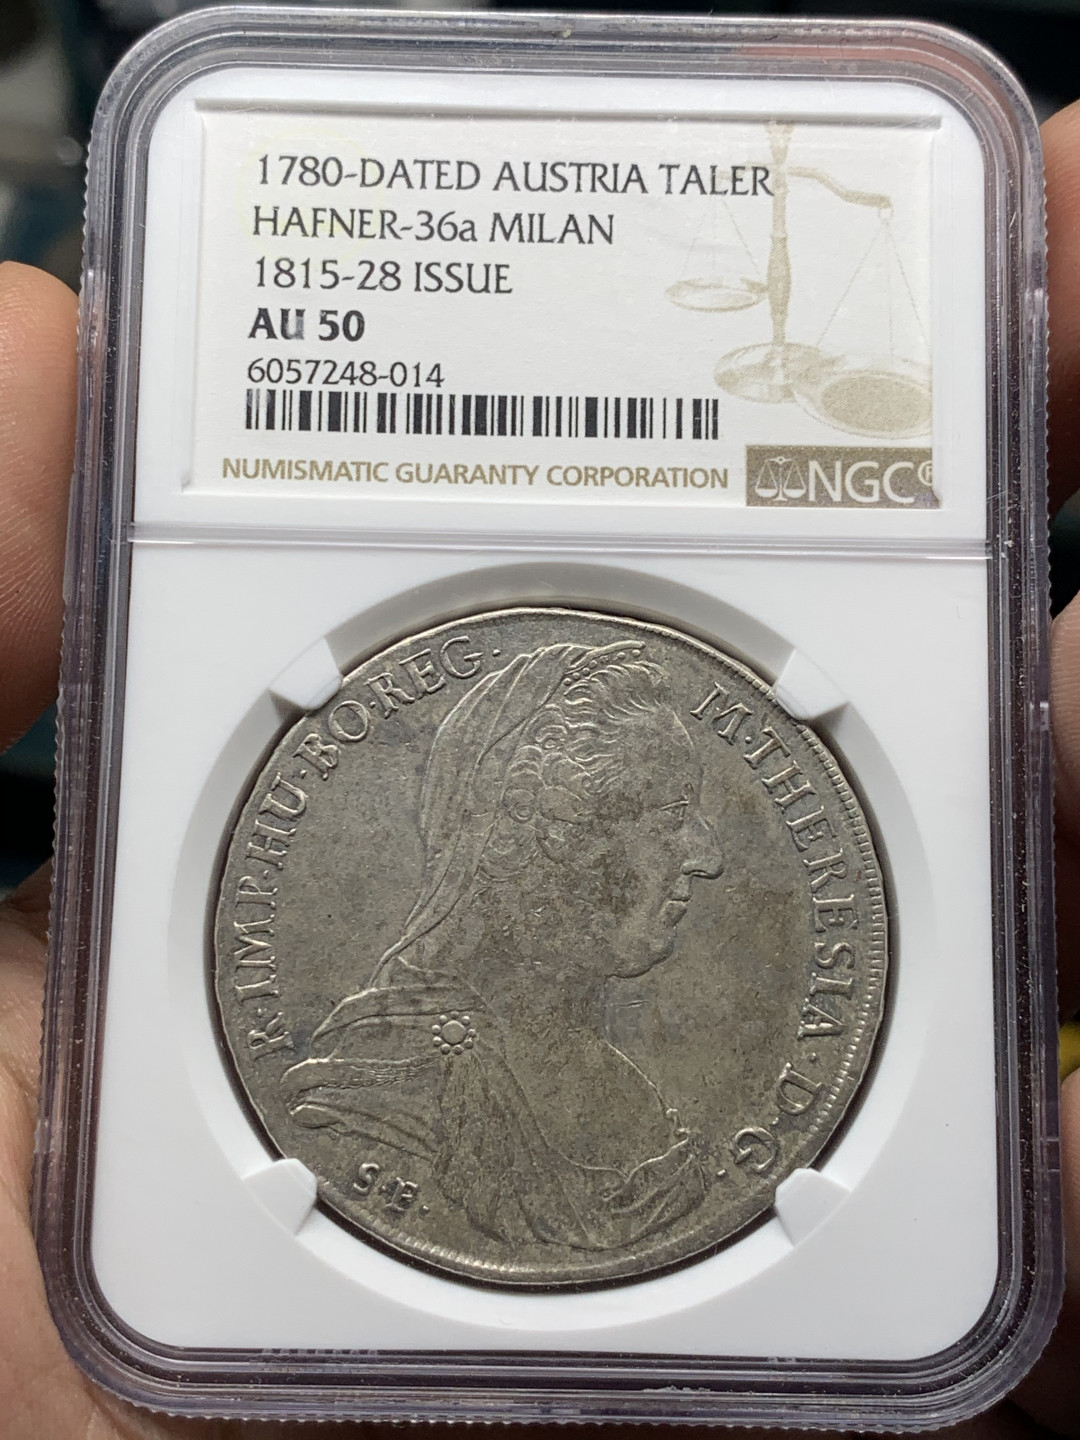 1780-DATED AUSTRIA TALER
HAFNER-36a MILAN
1815-28 ISSUE
AU 50
6057248-014
NUMISMATIC GUARANTY CORPORATION
NGC®
R·IMP·HU·BO·REG·
M·THERESIA·D·G·
S·F·